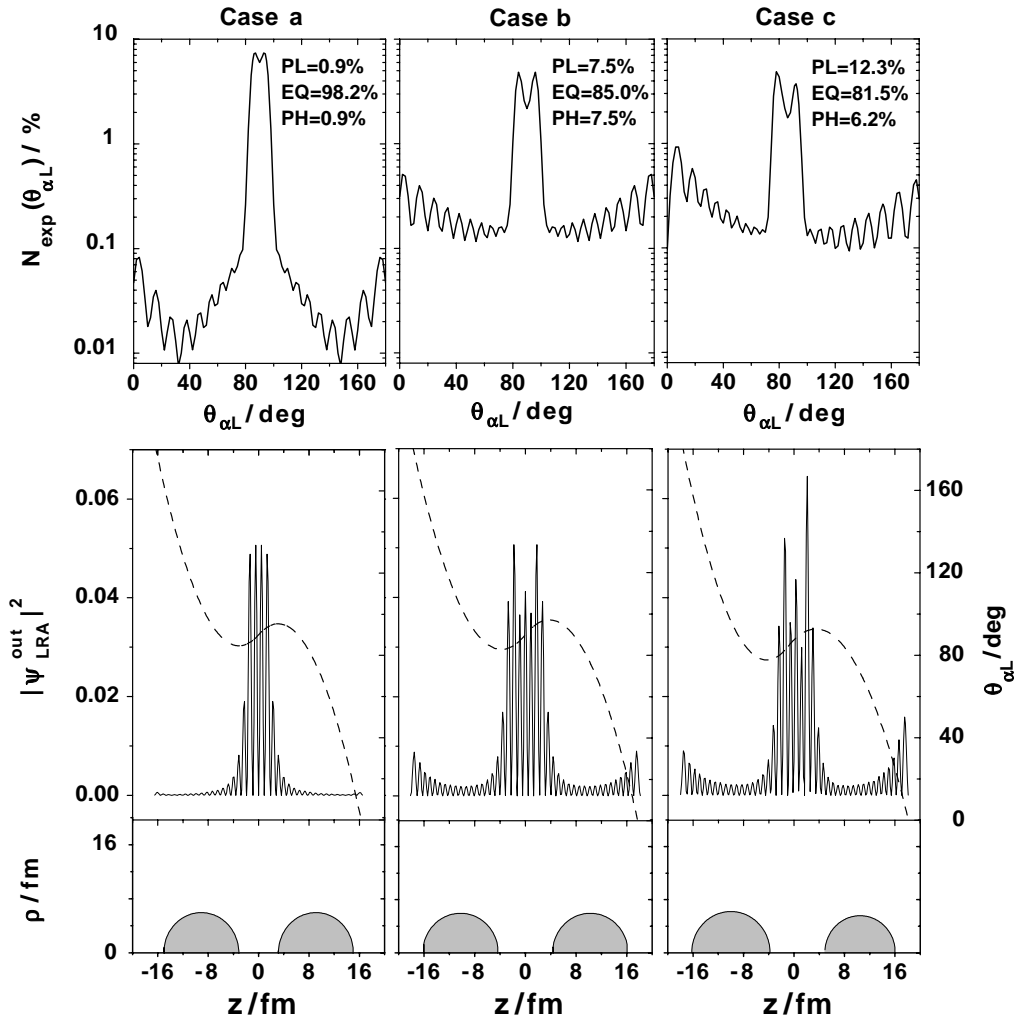 Case a
Case b
Case c
10
1
0.1
0.01
N_exp(θ_αL) / %
PL=0.9%
EQ=98.2%
PH=0.9%
PL=7.5%
EQ=85.0%
PH=7.5%
PL=12.3%
EQ=81.5%
PH=6.2%
0 40 80 120 160
0 40 80 120 160
0 40 80 120 160
θ_αL / deg
θ_αL / deg
θ_αL / deg
0.06
0.04
0.02
0.00
|Ψ^out_LRA|^2
160
120
80
40
0
θ_αL / deg
16
8
0
ρ / fm
-16 -8 0 8 16
-16 -8 0 8 16
-16 -8 0 8 16
z / fm
z / fm
z / fm